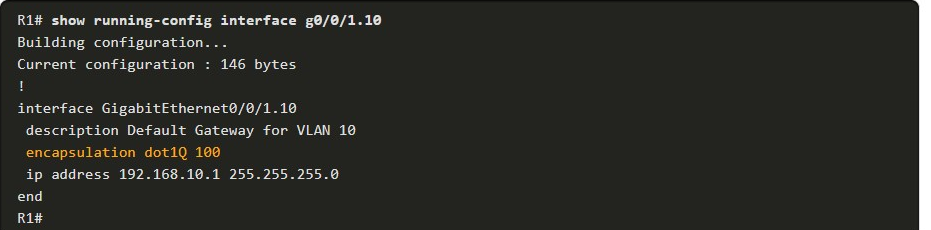 R1# show running-config interface g0/0/1.10
Building configuration...
Current configuration : 146 bytes
!
interface GigabitEthernet0/0/1.10
 description Default Gateway for VLAN 10
 encapsulation dot1Q 100
 ip address 192.168.10.1 255.255.255.0
end
R1#